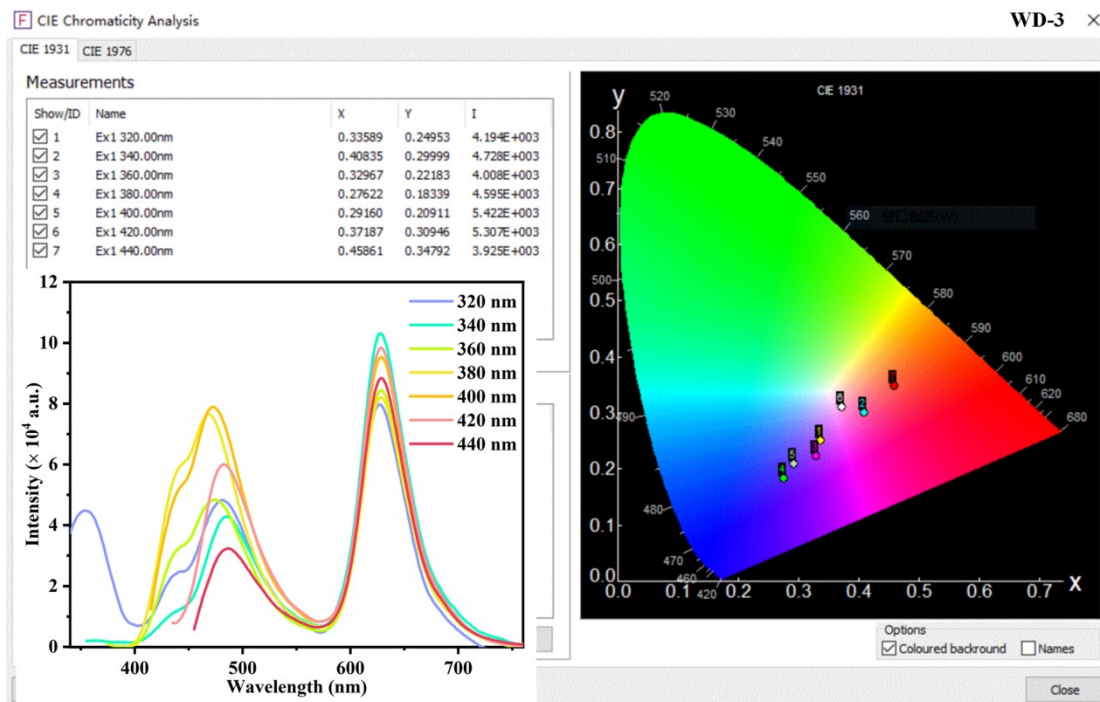 CIE Chromaticity Analysis
WD-3
CIE 1931 CIE 1976
Measurements
Show/ID Name X Y I
1 Ex1 320.00nm 0.33589 0.24953 4.194E+003
2 Ex1 340.00nm 0.40835 0.29999 4.728E+003
3 Ex1 360.00nm 0.32967 0.22183 4.008E+003
4 Ex1 380.00nm 0.27622 0.18339 4.595E+003
5 Ex1 400.00nm 0.29160 0.20911 5.422E+003
6 Ex1 420.00nm 0.37187 0.30946 5.307E+003
7 Ex1 440.00nm 0.45861 0.34792 3.925E+003
12
10
8
6
4
2
0
Intensity (× 10⁴ a.u.)
320 nm
340 nm
360 nm
380 nm
400 nm
420 nm
440 nm
400 500 600 700
Wavelength (nm)
CIE 1931
y
0.8
0.7
0.6
0.5
0.4
0.3
0.2
0.1
0.0
0.0 0.1 0.2 0.3 0.4 0.5 0.6 0.7
x
520
530
540
550
560
570
580
590
600
610
620
680
510
500
490
480
470
460
420
6
2
1
5
4
Options
Coloured backround Names
Close